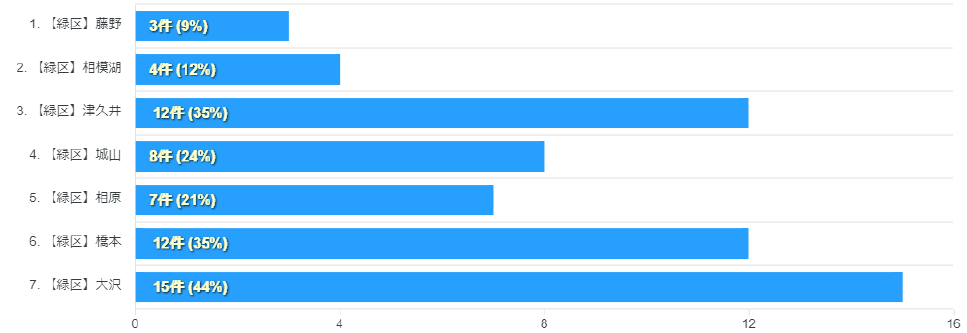 1. 【緑区】藤野 3件 (9%)
2. 【緑区】相模湖 4件 (12%)
3. 【緑区】津久井 12件 (35%)
4. 【緑区】城山 8件 (24%)
5. 【緑区】相原 7件 (21%)
6. 【緑区】橋本 12件 (35%)
7. 【緑区】大沢 15件 (44%)
0 4 8 12 16